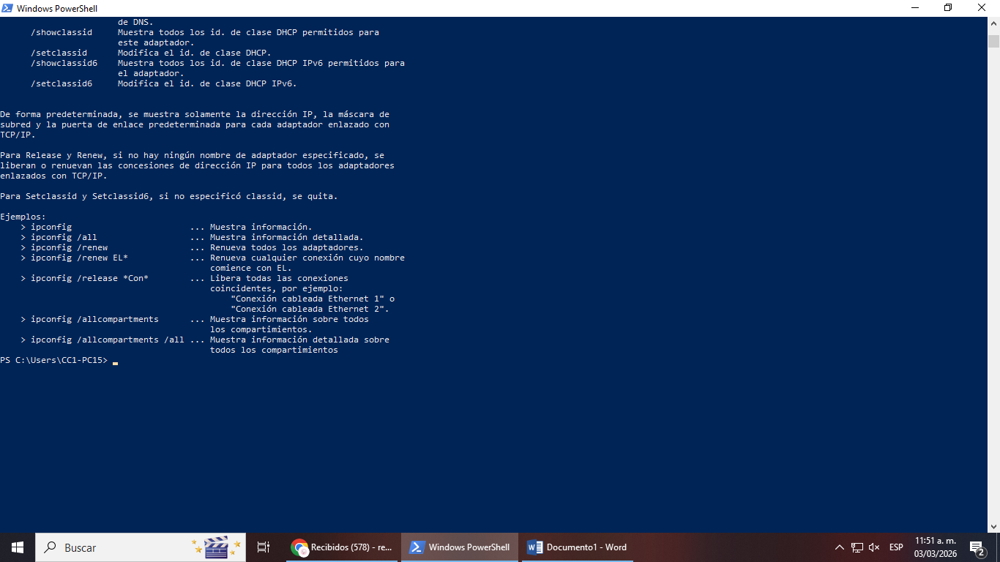 Windows PowerShell
de DNS.
/showclassid Muestra todos los id. de clase DHCP permitidos para
este adaptador.
/setclassid Modifica el id. de clase DHCP.
/showclassid6 Muestra todos los id. de clase DHCP IPv6 permitidos para
el adaptador.
/setclassid6 Modifica el id. de clase DHCP IPv6.
De forma predeterminada, se muestra solamente la dirección IP, la máscara de
subred y la puerta de enlace predeterminada para cada adaptador enlazado con
TCP/IP.
Para Release y Renew, si no hay ningún nombre de adaptador especificado, se
liberan o renuevan las concesiones de dirección IP para todos los adaptadores
enlazados con TCP/IP.
Para Setclassid y Setclassid6, si no especificó classid, se quita.
Ejemplos:
> ipconfig ... Muestra información.
> ipconfig /all ... Muestra información detallada.
> ipconfig /renew ... Renueva todos los adaptadores.
> ipconfig /renew EL* ... Renueva cualquier conexión cuyo nombre
comience con EL.
> ipconfig /release *Con* ... Libera todas las conexiones
coincidentes, por ejemplo:
"Conexión cableada Ethernet 1" o
"Conexión cableada Ethernet 2".
> ipconfig /allcompartments ... Muestra información sobre todos
los compartimientos.
> ipconfig /allcompartments /all ... Muestra información detallada sobre
todos los compartimientos
PS C:\Users\CC1-PC15>
Buscar
Recibidos (578) - re...
Windows PowerShell
Documento1 - Word
ESP
11:51 a. m.
03/03/2026
2